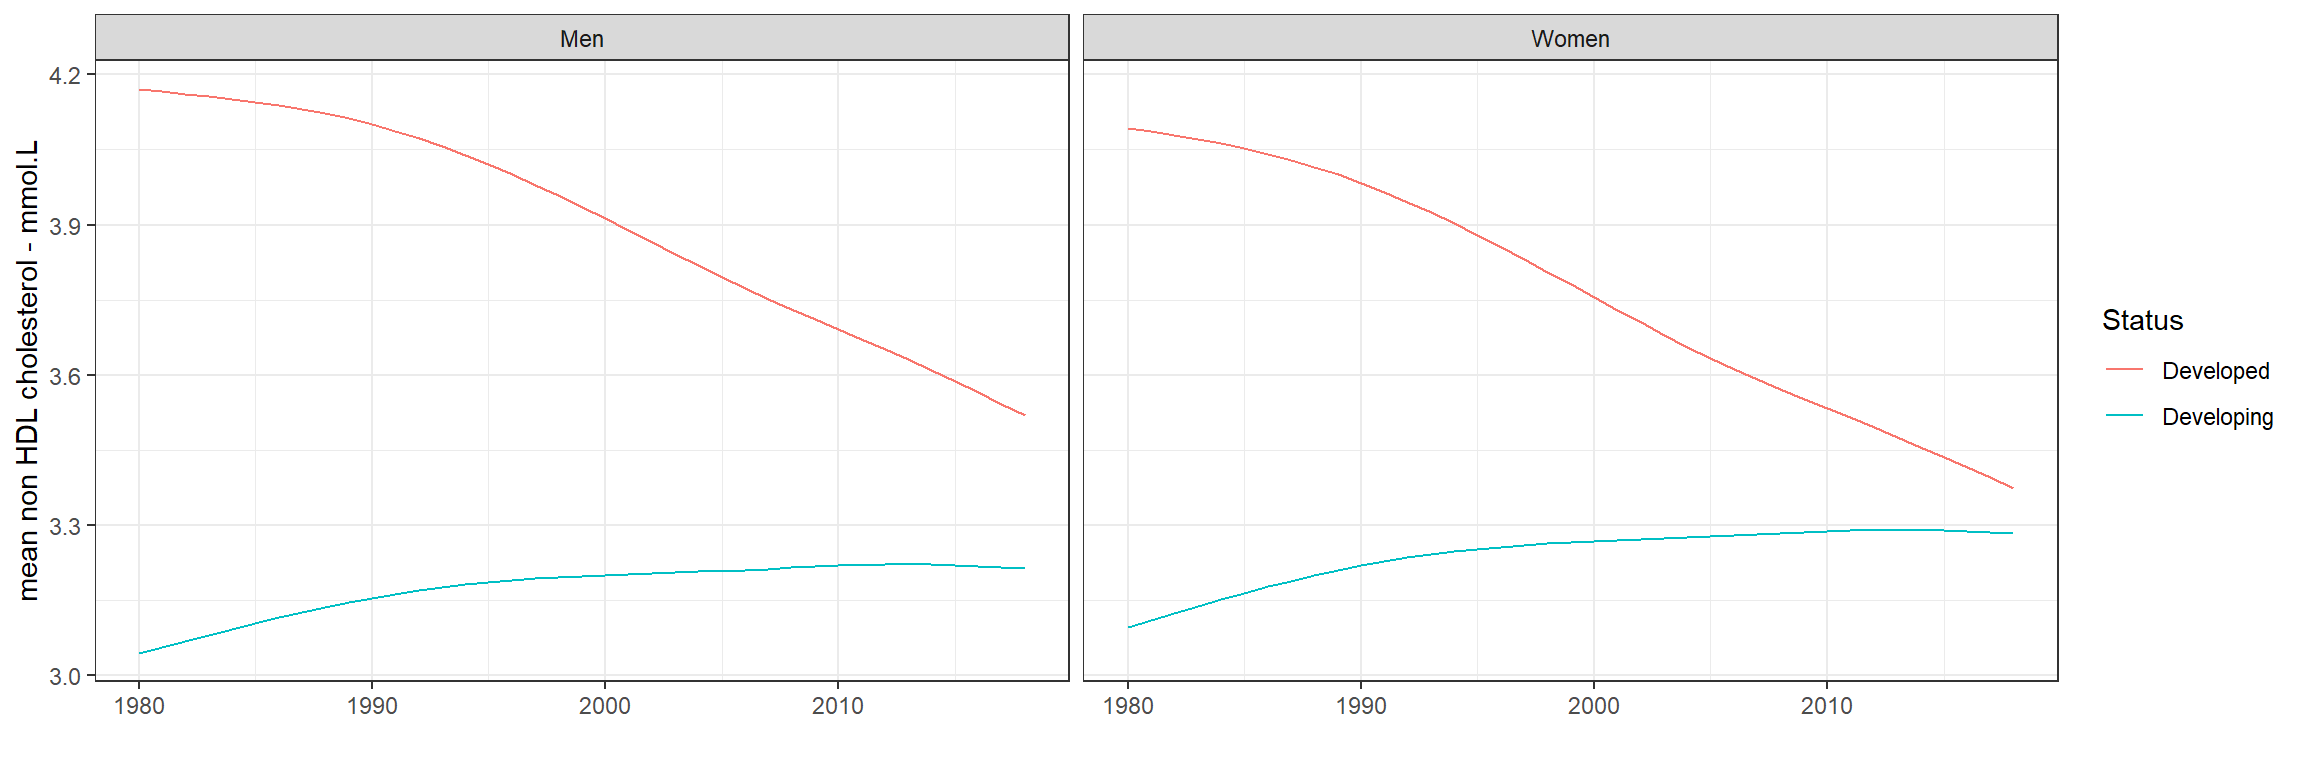 Men
Women
mean non HDL cholesterol - mmol.L
4.2
3.9
3.6
3.3
3.0
1980 1990 2000 2010
1980 1990 2000 2010
Status
Developed
Developing